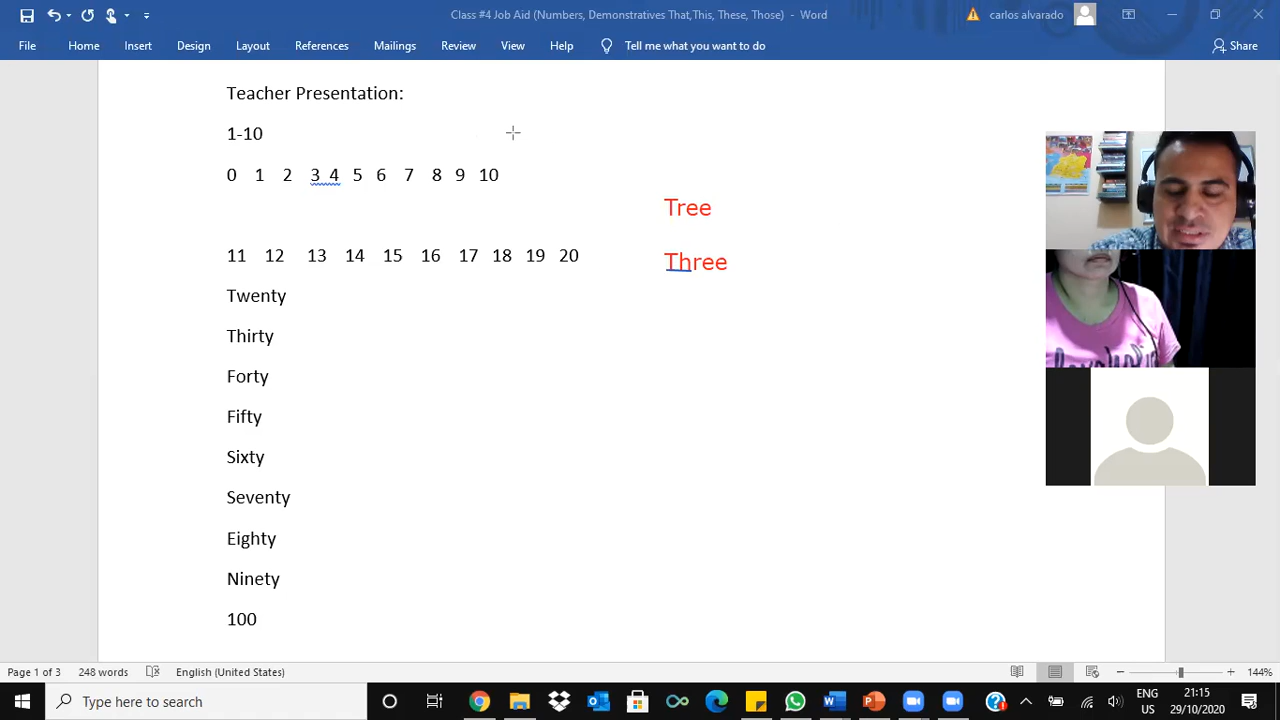 Class #4 Job Aid (Numbers, Demonstratives That,This, These, Those) - Word
carlos alvarado
File Home Insert Design Layout References Mailings Review View Help Tell me what you want to do Share
Teacher Presentation:
1-10
0 1 2 3 4 5 6 7 8 9 10
Tree
11 12 13 14 15 16 17 18 19 20
Three
Twenty
Thirty
Forty
Fifty
Sixty
Seventy
Eighty
Ninety
100
Page 1 of 3 248 words English (United States) 144%
Type here to search
ENG
US
21:15
29/10/2020